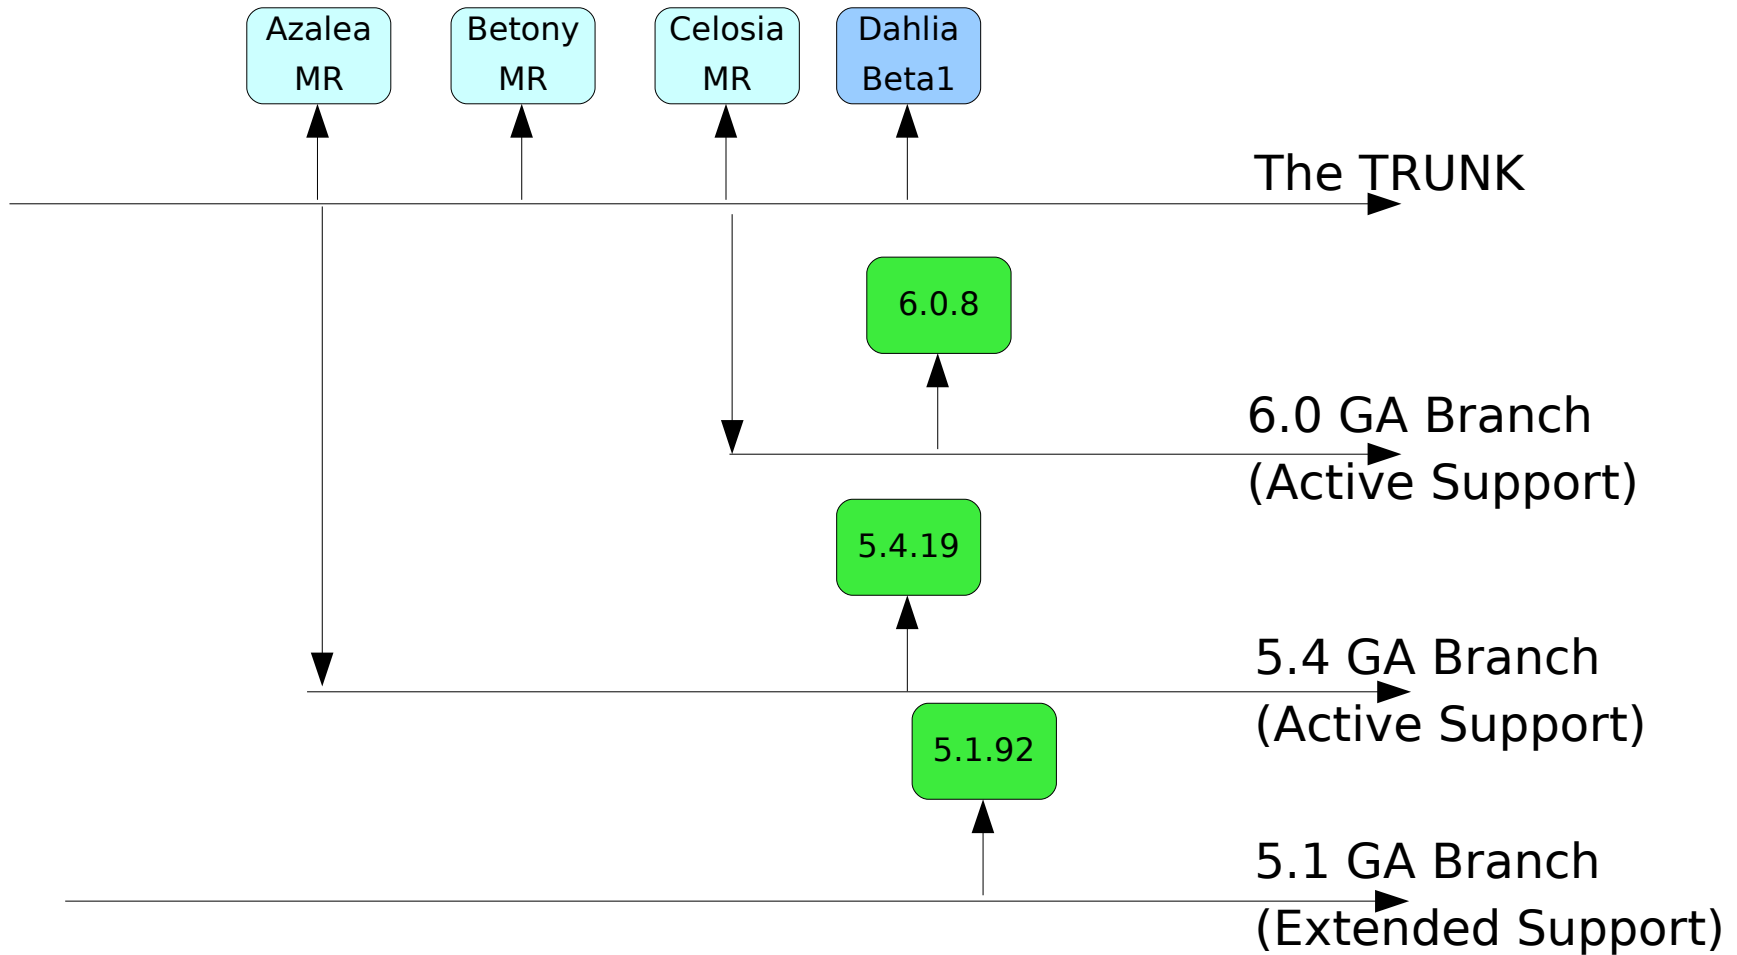 Azalea
MR
Betony
MR
Celosia
MR
Dahlia
Beta1
The TRUNK
6.0.8
6.0 GA Branch
(Active Support)
5.4.19
5.4 GA Branch
(Active Support)
5.1.92
5.1 GA Branch
(Extended Support)